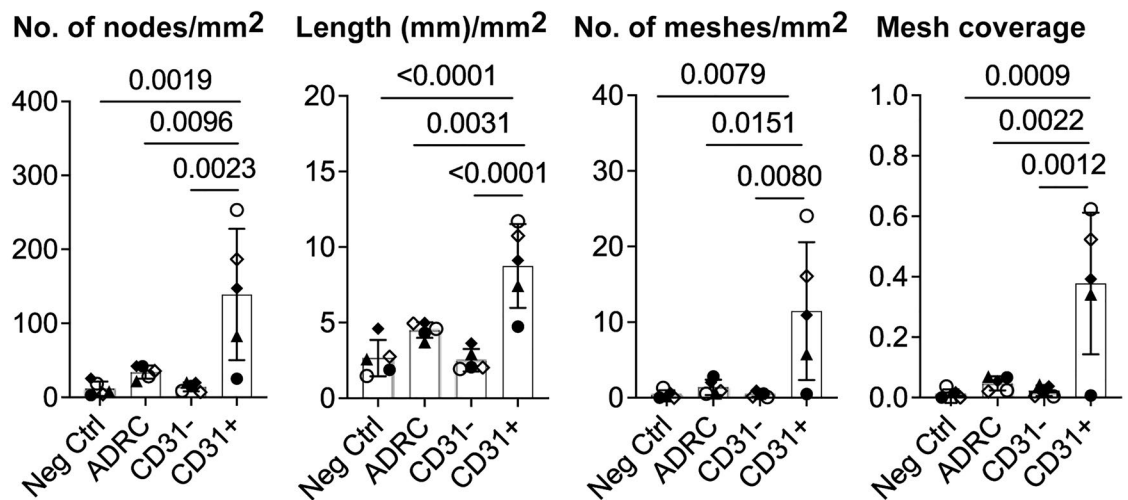 No. of nodes/mm2
0.0019
0.0096
0.0023
400
300
200
100
0
Neg Ctrl
ADRC
CD31-
CD31+
Length (mm)/mm2
<0.0001
0.0031
<0.0001
20
15
10
5
0
Neg Ctrl
ADRC
CD31-
CD31+
No. of meshes/mm2
0.0079
0.0151
0.0080
40
30
20
10
0
Neg Ctrl
ADRC
CD31-
CD31+
Mesh coverage
0.0009
0.0022
0.0012
1.0
0.8
0.6
0.4
0.2
0.0
Neg Ctrl
ADRC
CD31-
CD31+